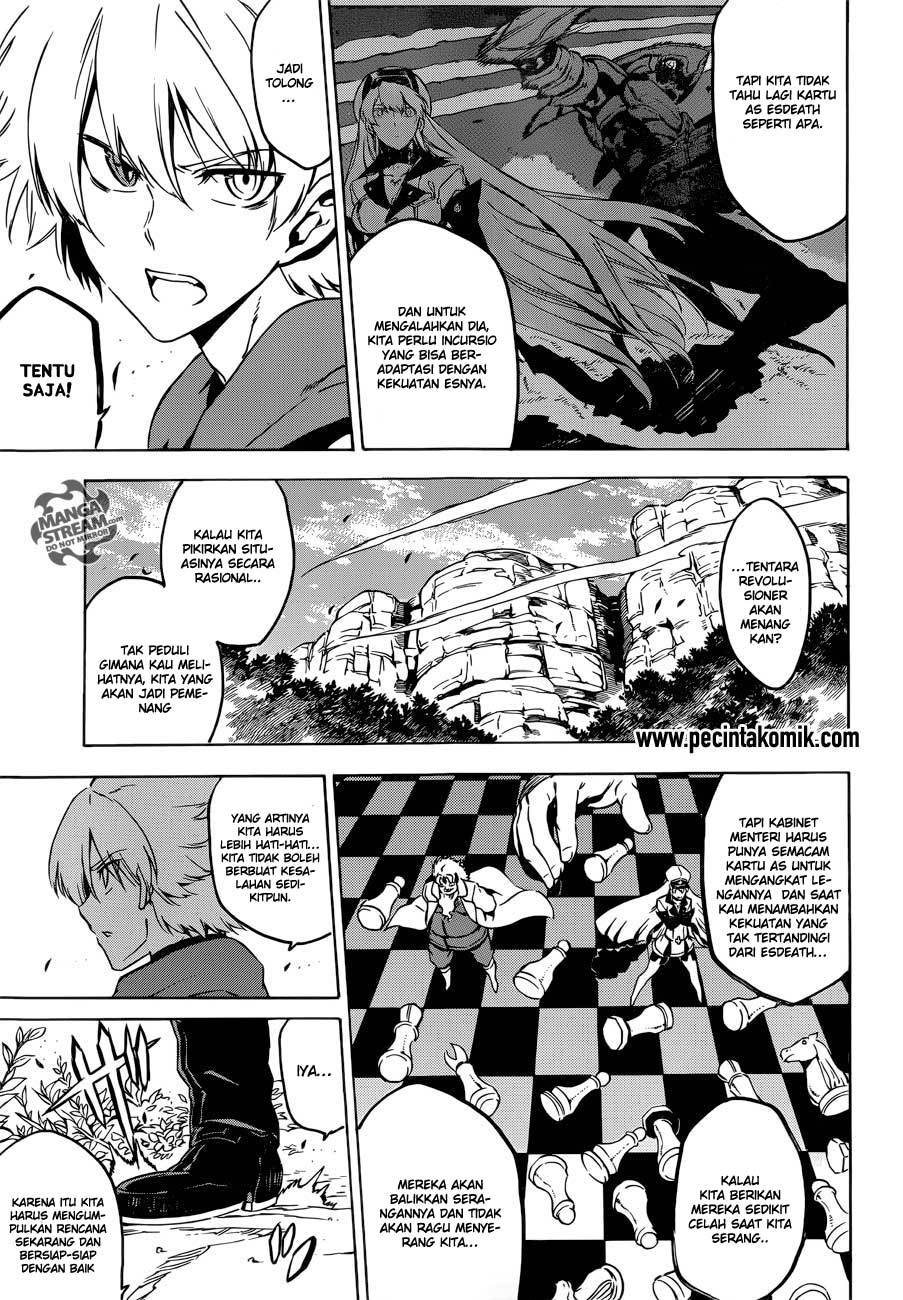 TAPI KITA TIDAK
TAHU LAGI KARTU
AS ESDEATH
SEPERTI APA.
DAN UNTUK
MENGALAHKAN DIA,
KITA PERLU INCURSIO
YANG BISA BER-
ADAPTASI DENGAN
KEKUATAN ESNYA.
JADI
TOLONG
...
TENTU
SAJA!
...TENTARA
REVOLU-
SIONER
AKAN
MENANG
KAN?
KALAU KITA
PIKIRKAN SITU-
ASINYA SECARA
RASIONAL..
TAK PEDULI
GIMANA KAU MELI-
HATNYA, KITA YANG
AKAN JADI PEME-
NANG
MANGA
STREAM.com
DO NOT MIRROR!
www.pecintakomik.com
TAPI KABINET
MENTERI HARUS
PUNYA SEMACAM
KARTU AS UNTUK
MENGANGKAT LE-
NGANNYA DAN SAAT
KAU MENAMBAHKAN
KEKUATAN YANG
TAK TERTANDINGI
DARI ESDEATH...
KALAU
KITA BERIKAN
MEREKA SEDIKIT
CELAH SAAT KITA
SERANG..
MEREKA AKAN
BALIKKAN SERA-
NGANNYA DAN TIDAK
AKAN RAGU MENYE-
RANG KITA...
YANG ARTINYA
KITA HARUS
LEBIH HATI-HATI...
KITA TIDAK BOLEH
BERBUAT KESA-
LAHAN SEDI-
KITPUN.
IYA...
KARENA ITU KITA
HARUS MENGUM-
PULKAN RENCANA
SEKARANG DAN
BERSIAP-SIAP
DENGAN BAIK